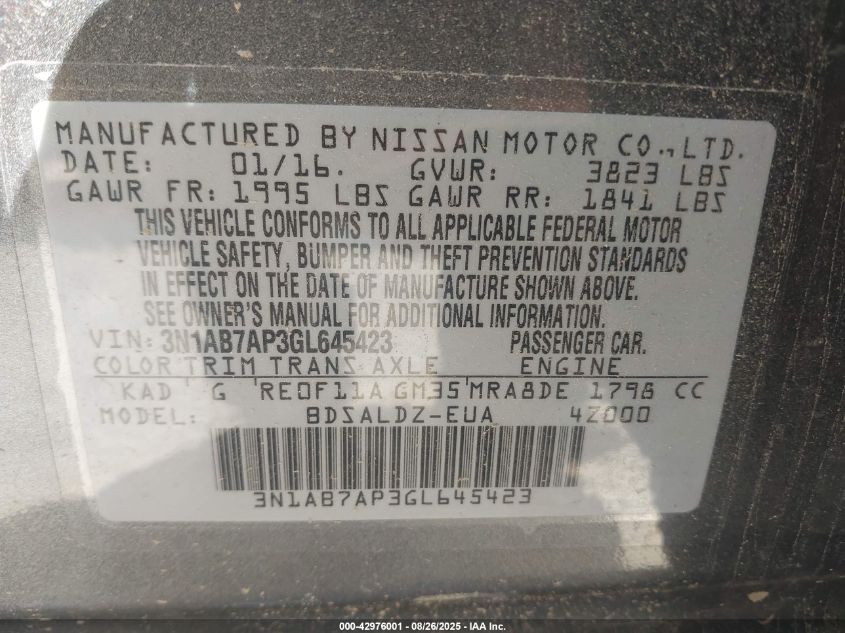 MANUFACTURED BY NISSAN MOTOR CO.,LTD.
DATE: 01/16. GVWR: 3823 LBS
GAWR FR: 1995 LBS GAWR RR: 1841 LBS
THIS VEHICLE CONFORMS TO ALL APPLICABLE FEDERAL MOTOR
VEHICLE SAFETY, BUMPER AND THEFT PREVENTION STANDARDS
IN EFFECT ON THE DATE OF MANUFACTURE SHOWN ABOVE.
SEE OWNER'S MANUAL FOR ADDITIONAL INFORMATION.
VIN: 3N1AB7AP3GL645423 PASSENGER CAR.
COLOR TRIM TRANS AXLE ENGINE
KAD G RE0F11A GM35 MRA8DE 1798 CC
MODEL: BDSALDZ-EUA 4Z000
3N1AB7AP3GL645423
000-42976001 - 08/26/2025 - IAA Inc.